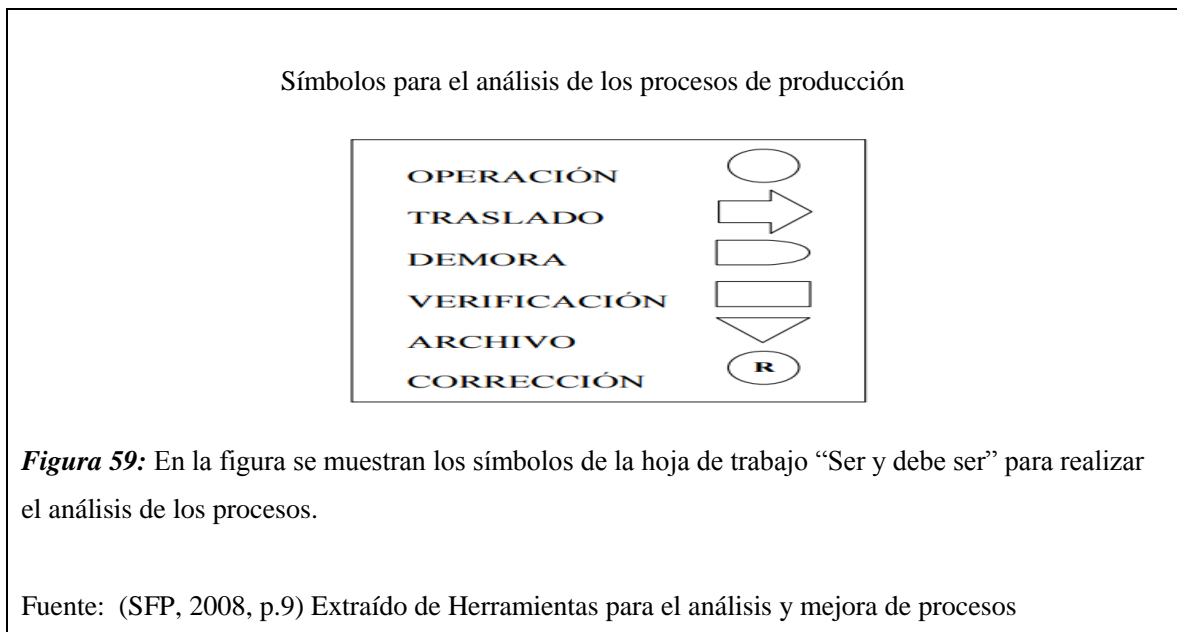 Símbolos para el análisis de los procesos de producción
OPERACIÓN
TRASLADO
DEMORA
VERIFICACIÓN
ARCHIVO
CORRECCIÓN R
Figura 59: En la figura se muestran los símbolos de la hoja de trabajo “Ser y debe ser” para realizar
el análisis de los procesos.
Fuente: (SFP, 2008, p.9) Extraído de Herramientas para el análisis y mejora de procesos